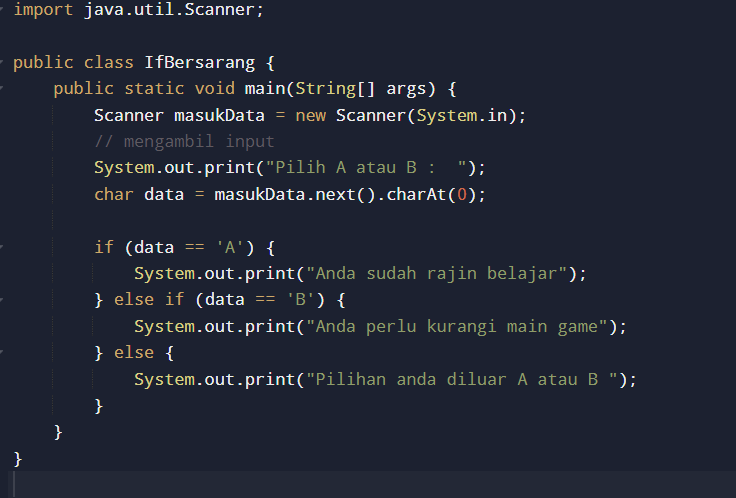 import java.util.Scanner;

public class IfBersarang {
    public static void main(String[] args) {
        Scanner masukData = new Scanner(System.in);
        // mengambil input
        System.out.print("Pilih A atau B :  ");
        char data = masukData.next().charAt(0);

        if (data == 'A') {
            System.out.print("Anda sudah rajin belajar");
        } else if (data == 'B') {
            System.out.print("Anda perlu kurangi main game");
        } else {
            System.out.print("Pilihan anda diluar A atau B ");
        }
    }
}